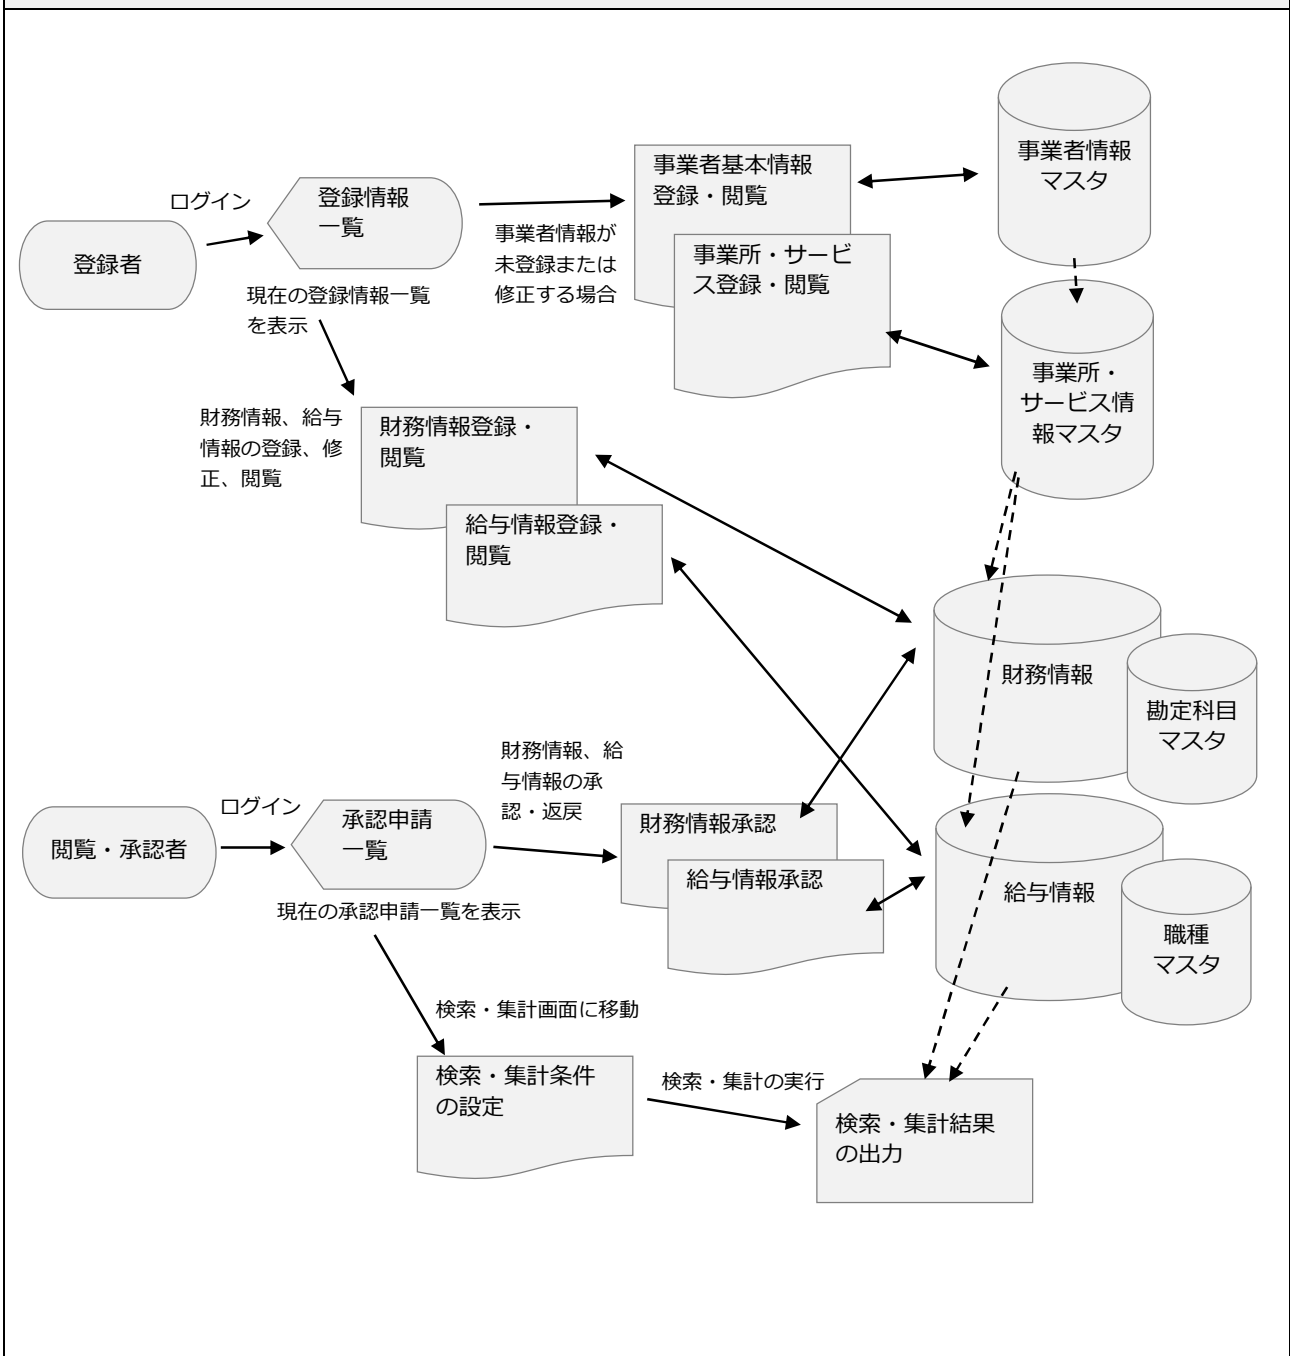 事業者情報
マスタ
事業者基本情報
登録・閲覧
ログイン
登録情報
一覧
事業者情報が
未登録または
修正する場合
登録者
事業所・サービ
ス登録・閲覧
現在の登録情報一覧
を表示
事業所・
サービス情
報マスタ
財務情報、給与
情報の登録、修
正、閲覧
財務情報登録・
閲覧
給与情報登録・
閲覧
財務情報
勘定科目
マスタ
財務情報、給
与情報の承
認・返戻
ログイン
承認申請
一覧
閲覧・承認者
財務情報承認
給与情報承認
給与情報
職種
マスタ
現在の承認申請一覧を表示
検索・集計画面に移動
検索・集計条件
の設定
検索・集計の実行
検索・集計結果
の出力